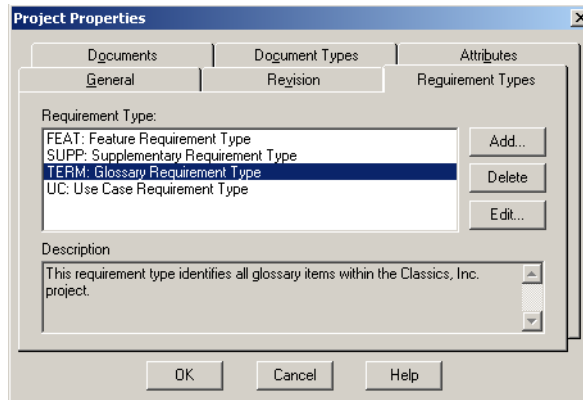 Project Properties
Documents Document Types Attributes
General Revision Requirement Types
Requirement Type:
FEAT: Feature Requirement Type
SUPP: Supplementary Requirement Type
TERM: Glossary Requirement Type
UC: Use Case Requirement Type
Add...
Delete
Edit...
Description
This requirement type identifies all glossary items within the Classics, Inc.
project.
OK Cancel Help